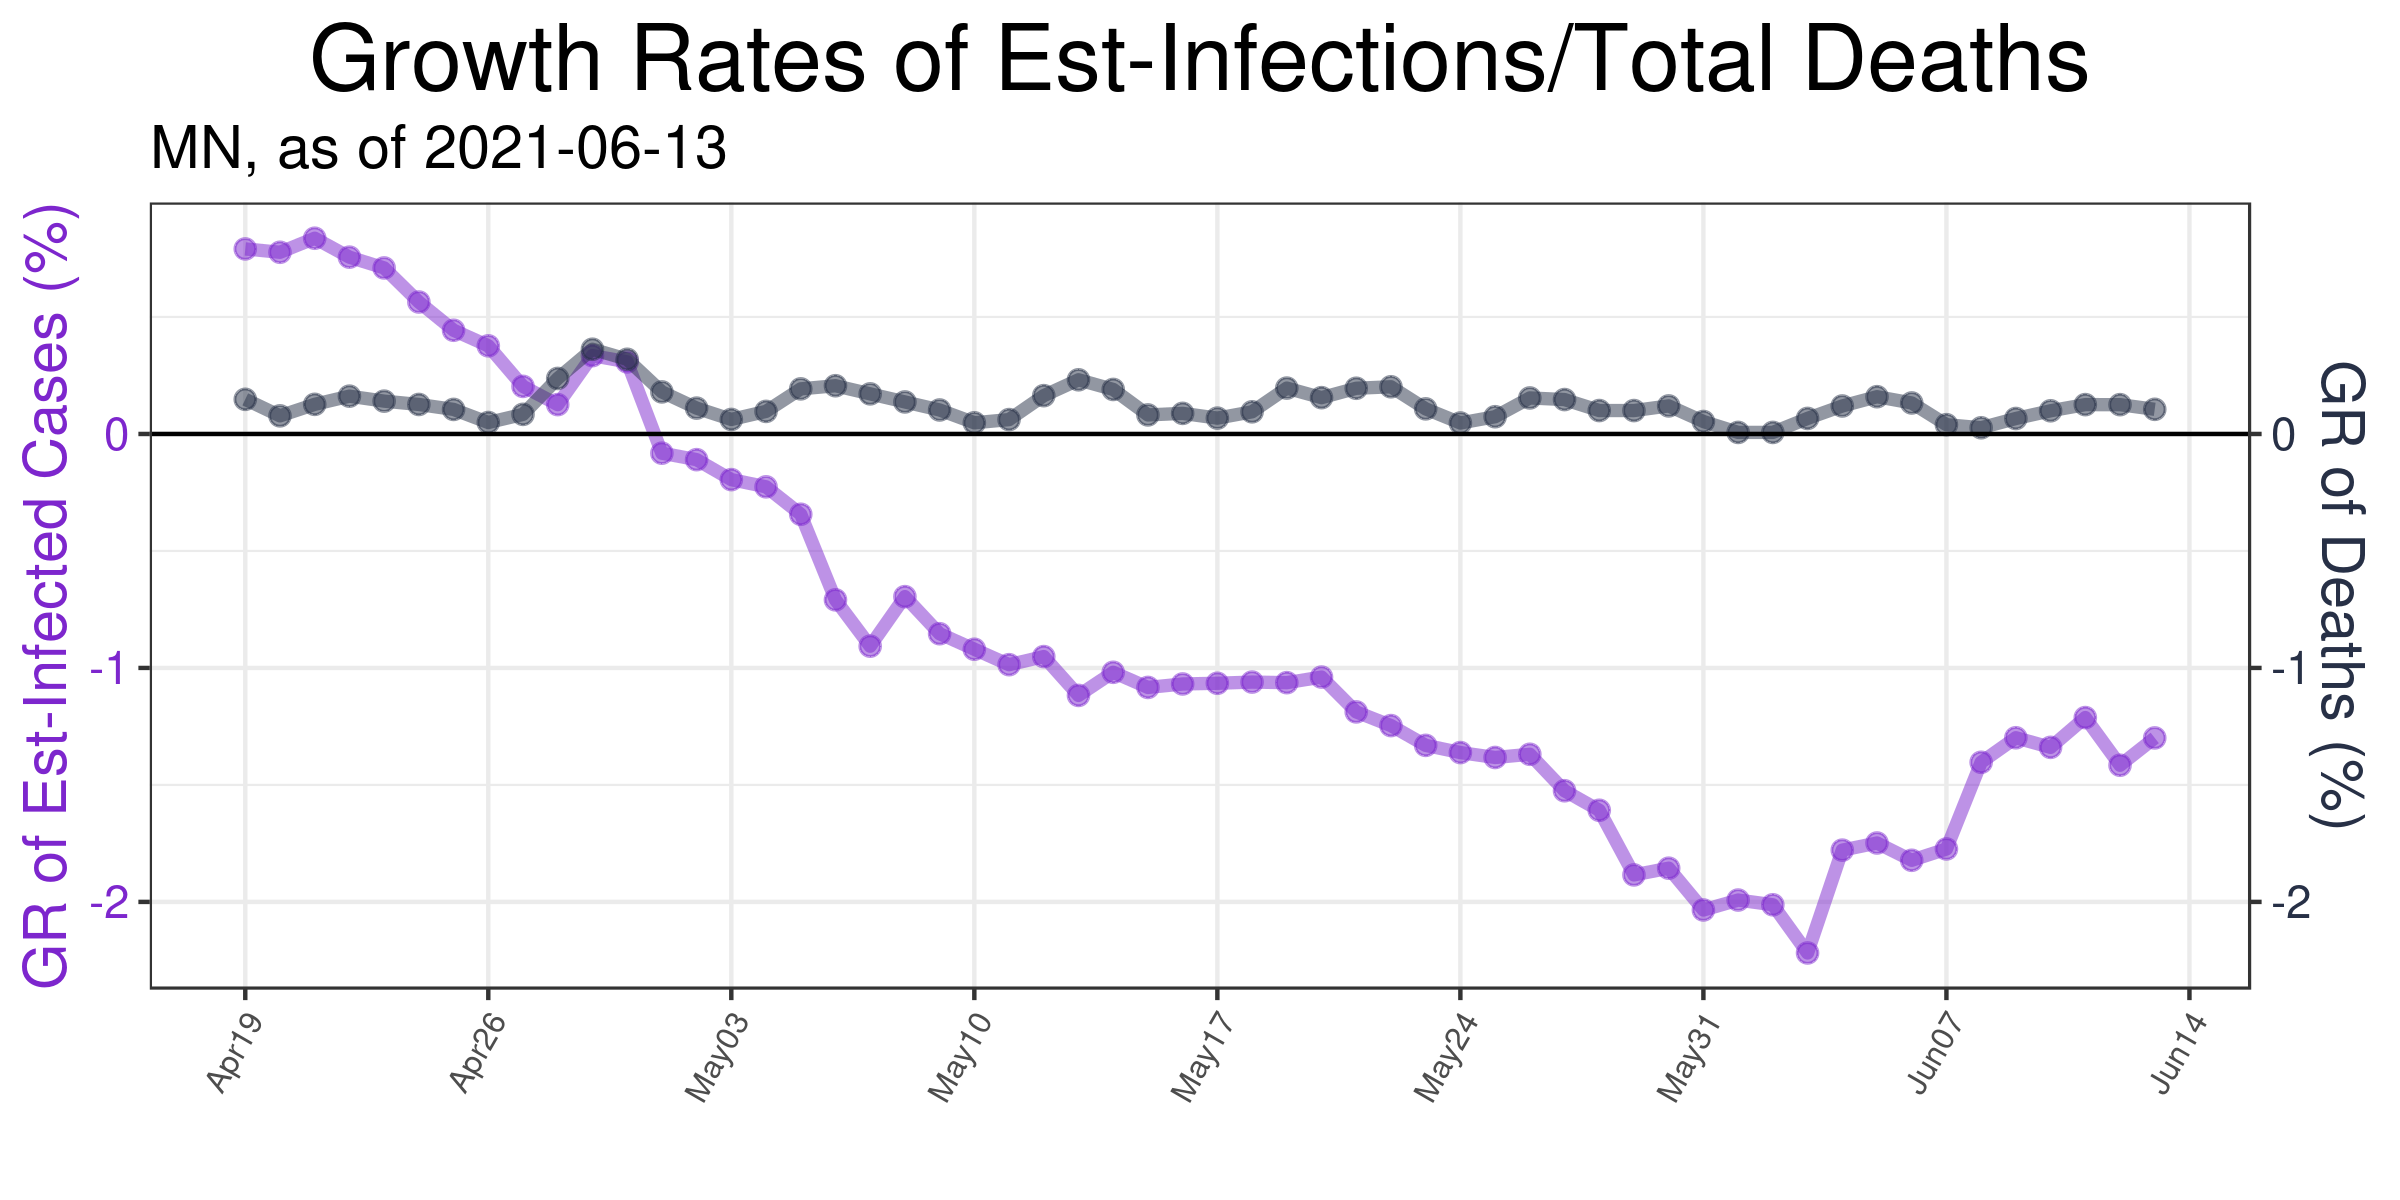 Growth Rates of Est-Infections/Total Deaths
MN, as of 2021-06-13
GR of Est-Infected Cases (%)
0
-1
-2
0
-1
-2
GR of Deaths (%)
Apr19
Apr26
May03
May10
May17
May24
May31
Jun07
Jun14